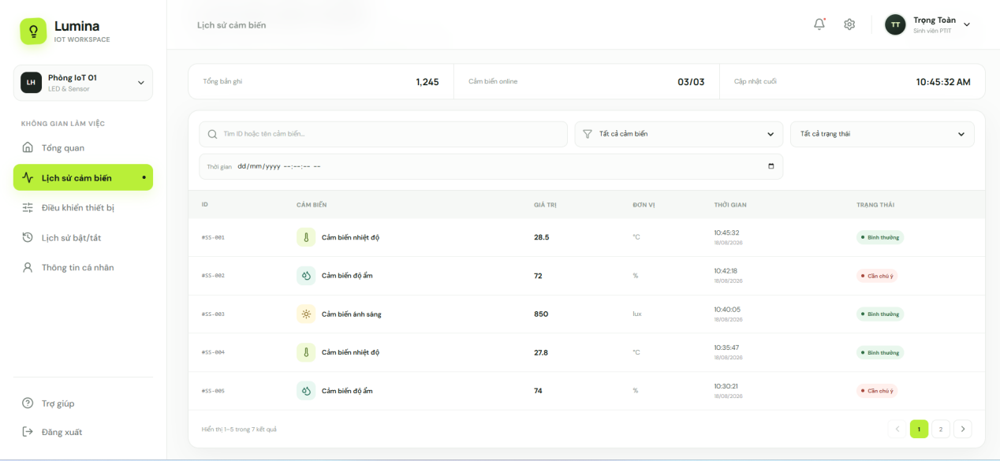 Lumina
IOT WORKSPACE
LH
Phòng IoT 01
LED & Sensor
KHÔNG GIAN LÀM VIỆC
Tổng quan
Lịch sử cảm biến
Điều khiển thiết bị
Lịch sử bật/tắt
Thông tin cá nhân
Trợ giúp
Đăng xuất
Lịch sử cảm biến
TT
Trọng Toàn
Sinh viên PTIT
Tổng bản ghi 1,245
Cảm biến online 03/03
Cập nhật cuối 10:45:32 AM
Tìm ID hoặc tên cảm biến...
Tất cả cảm biến
Tất cả trạng thái
Thời gian dd/mm/yyyy --:--:-- --
ID CẢM BIẾN GIÁ TRỊ ĐƠN VỊ THỜI GIAN TRẠNG THÁI
#SS-001 Cảm biến nhiệt độ 28.5 °C 10:45:32 18/08/2026 Bình thường
#SS-002 Cảm biến độ ẩm 72 % 10:42:18 18/08/2026 Cần chú ý
#SS-003 Cảm biến ánh sáng 850 lux 10:40:05 18/08/2026 Bình thường
#SS-004 Cảm biến nhiệt độ 27.8 °C 10:35:47 18/08/2026 Bình thường
#SS-005 Cảm biến độ ẩm 74 % 10:30:21 18/08/2026 Cần chú ý
Hiển thị 1–5 trong 7 kết quả
1 2